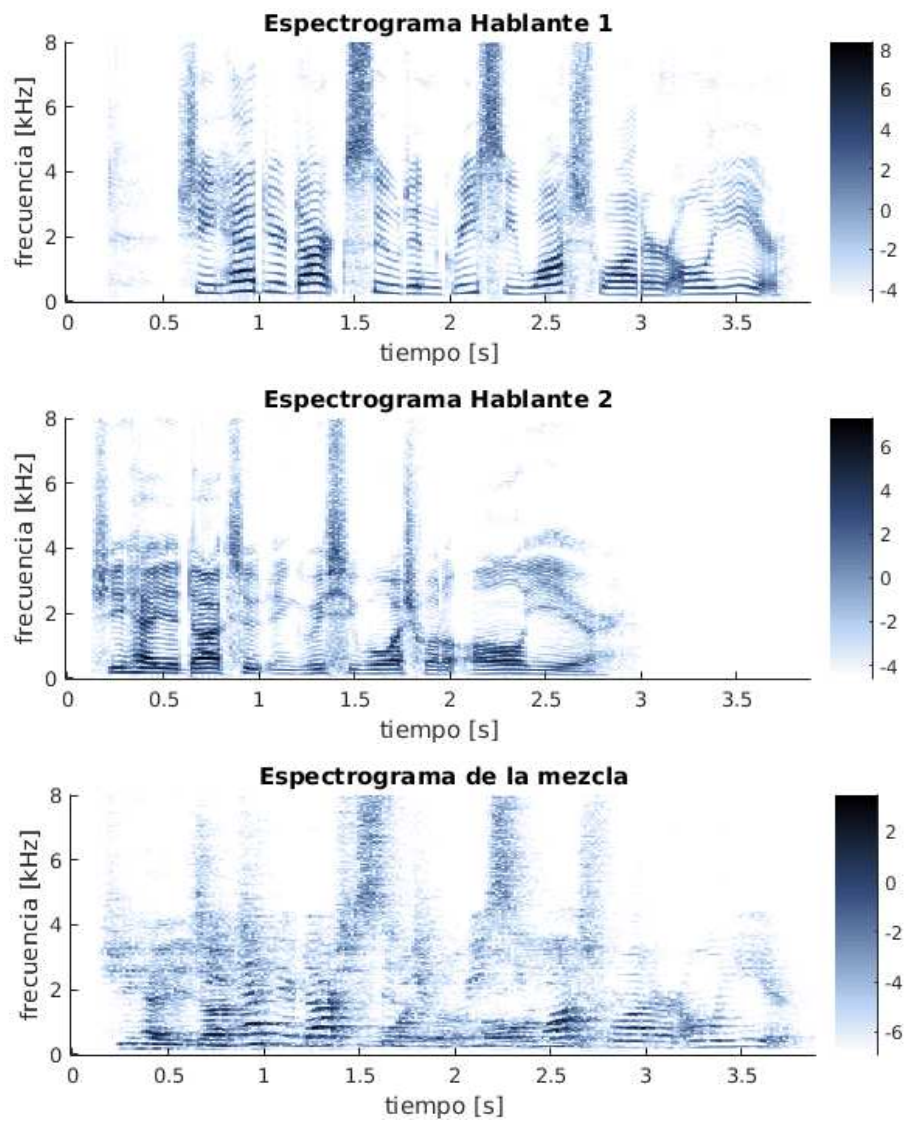 Espectrograma Hablante 1
frecuencia [kHz]
8
6
4
2
0
0 0.5 1 1.5 2 2.5 3 3.5
tiempo [s]
8
6
4
2
0
-2
-4
Espectrograma Hablante 2
frecuencia [kHz]
8
6
4
2
0
0 0.5 1 1.5 2 2.5 3 3.5
tiempo [s]
6
4
2
0
-2
-4
Espectrograma de la mezcla
frecuencia [kHz]
8
6
4
2
0
0 0.5 1 1.5 2 2.5 3 3.5
tiempo [s]
2
0
-2
-4
-6